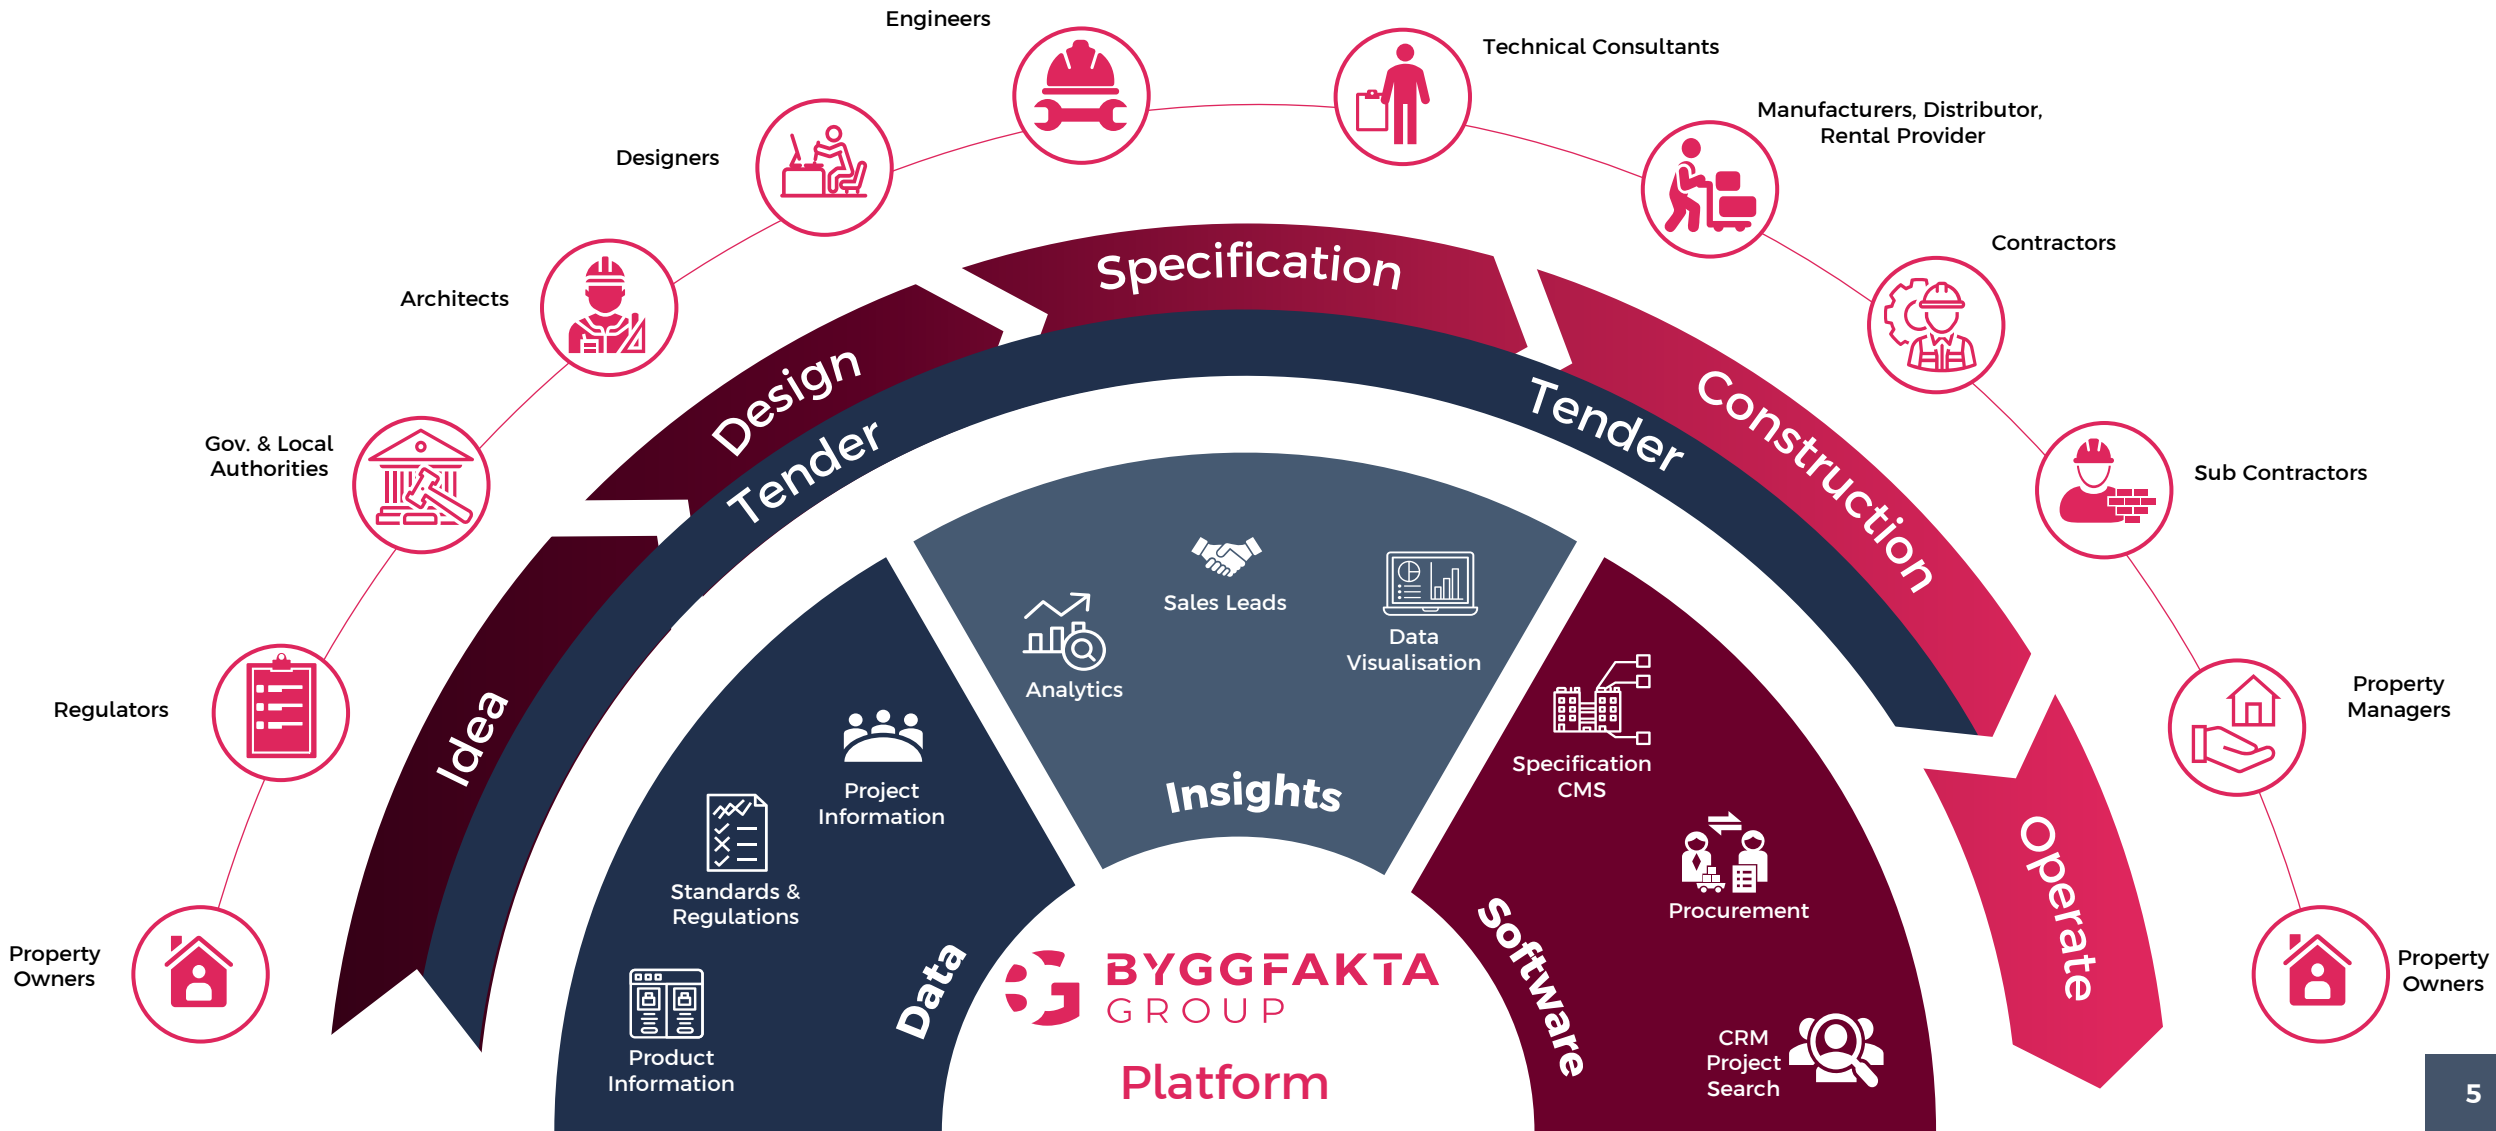 Engineers
Technical Consultants
Manufacturers, Distributor,
Rental Provider
Designers
Contractors
Architects
Gov. & Local
Authorities
Sub Contractors
Regulators
Property
Managers
Property
Owners
Property
Owners
Idea
Design
Specification
Construction
Operate
Tender
Tender
Analytics
Sales Leads
Data
Visualisation
Insights
Project
Information
Standards &
Regulations
Product
Information
Data
Specification
CMS
Procurement
CRM
Project
Search
Software
BYGGFAKTA
GROUP
Platform
5